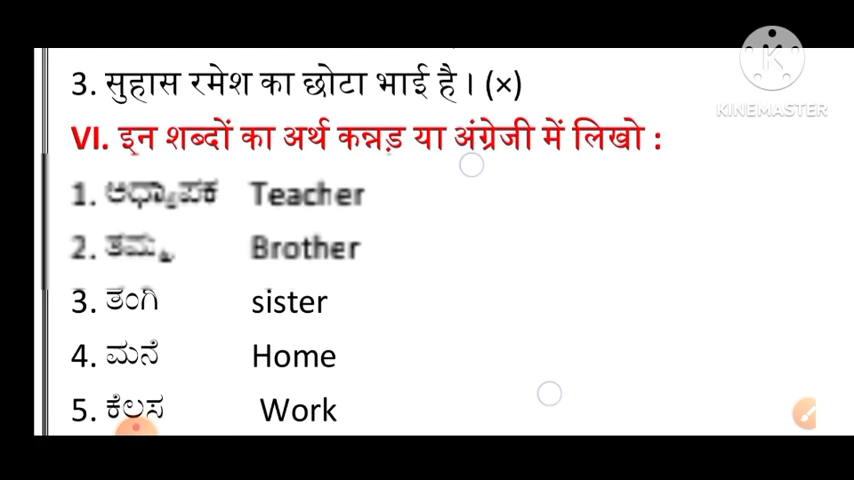 K
KINEMASTER
3. सुहास रमेश का छोटा भाई है। (×)
VI. इन शब्दों का अर्थ कन्नड़ या अंग्रेजी में लिखो :
1. ಅಧ್ಯಾಪಕ Teacher
2. ತಮ್ಮ Brother
3. ತಂಗಿ sister
4. ಮನೆ Home
5. ಕೆಲಸ Work